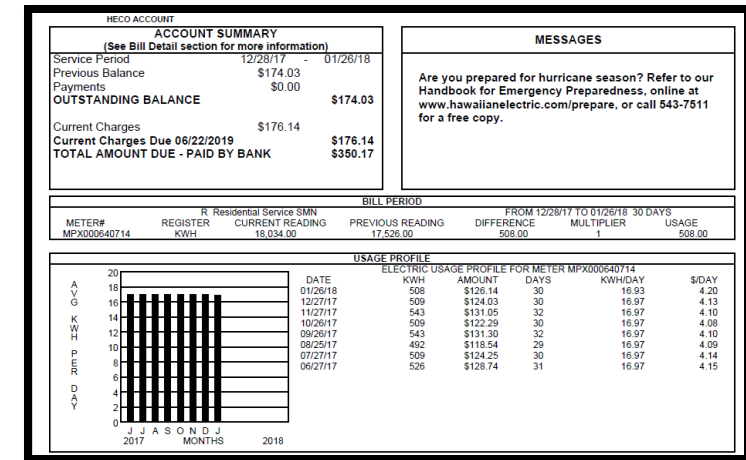 HECO ACCOUNT
ACCOUNT SUMMARY
(See Bill Detail section for more information)
Service Period 12/28/17 - 01/26/18
Previous Balance $174.03
Payments $0.00
OUTSTANDING BALANCE $174.03
Current Charges $176.14
Current Charges Due 06/22/2019 $176.14
TOTAL AMOUNT DUE - PAID BY BANK $350.17
MESSAGES
Are you prepared for hurricane season? Refer to our
Handbook for Emergency Preparedness, online at
www.hawaiianelectric.com/prepare, or call 543-7511
for a free copy.
BILL PERIOD
R Residential Service SMN FROM 12/28/17 TO 01/26/18 30 DAYS
METER# REGISTER CURRENT READING PREVIOUS READING DIFFERENCE MULTIPLIER USAGE
MPX000640714 KWH 18,034.00 17,526.00 508.00 1 508.00
USAGE PROFILE
ELECTRIC USAGE PROFILE FOR METER MPX000640714
DATE KWH AMOUNT DAYS KWH/DAY $/DAY
01/26/18 508 $126.14 30 16.93 4.20
12/27/17 509 $124.03 30 16.97 4.13
11/27/17 543 $131.05 32 16.97 4.10
10/26/17 509 $122.29 30 16.97 4.08
09/26/17 543 $131.30 32 16.97 4.10
08/25/17 492 $118.54 29 16.97 4.09
07/27/17 509 $124.25 30 16.97 4.14
06/27/17 526 $128.74 31 16.97 4.15
AVG KWH PER DAY
20
18
16
14
12
10
8
6
4
2
0
J J A S O N D J
2017 MONTHS 2018